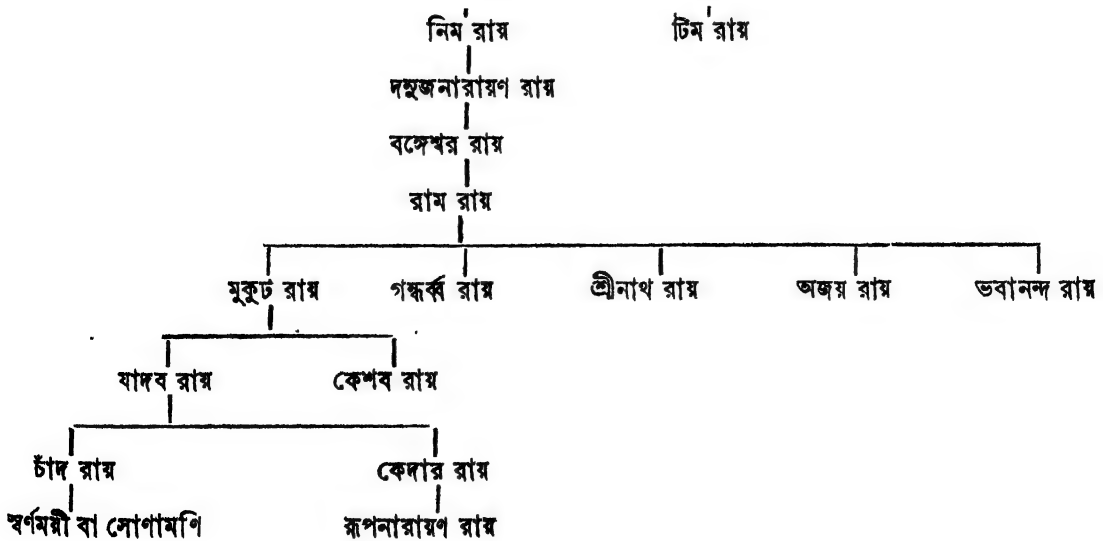 নিম রায় টিম রায়
দনুজনারায়ণ রায়
বঙ্গেশ্বর রায়
রাম রায়
মুকুট রায় গন্ধর্ব্ব রায় শ্রীনাথ রায় অজয় রায় ভবানন্দ রায়
যাদব রায় কেশব রায়
চাঁদ রায় কেদার রায়
স্বর্ণময়ী বা সোণামণি রূপনারায়ণ রায়